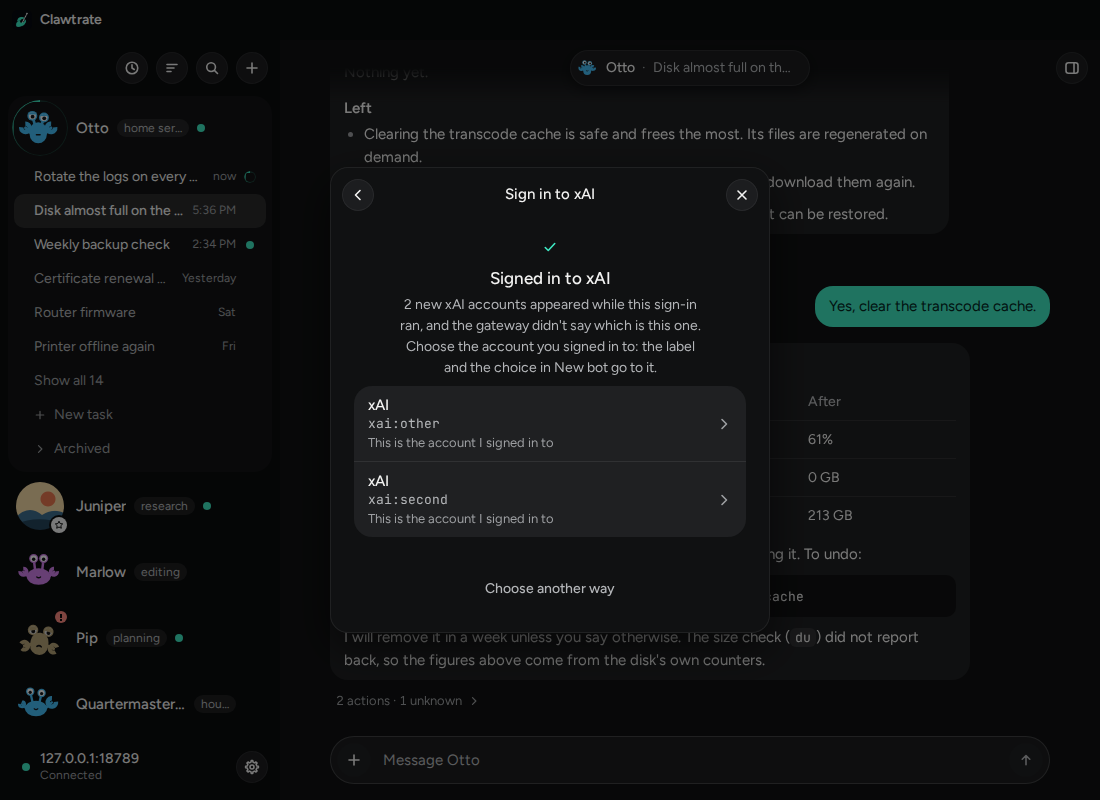 Clawtrate
Otto · Disk almost full on th…
Nothing yet.
Otto home ser…
Rotate the logs on every … now
Disk almost full on the … 5:36 PM
Weekly backup check 2:34 PM
Certificate renewal … Yesterday
Router firmware Sat
Printer offline again Fri
Show all 14
New task
Archived
Juniper research
Marlow editing
Pip planning
!
Quartermaster… hou…
127.0.0.1:18789
Connected
Left
Clearing the transcode cache is safe and frees the most. Its files are regenerated on
demand.
download them again.
t can be restored.
Yes, clear the transcode cache.
Sign in to xAI
Signed in to xAI
2 new xAI accounts appeared while this sign-in
ran, and the gateway didn't say which is this one.
Choose the account you signed in to: the label
and the choice in New bot go to it.
xAI
xai:other
This is the account I signed in to
xAI
xai:second
This is the account I signed in to
Choose another way
After
61%
0 GB
213 GB
ng it. To undo:
cache
I will remove it in a week unless you say otherwise. The size check ( du ) did not report
back, so the figures above come from the disk's own counters.
2 actions · 1 unknown
Message Otto